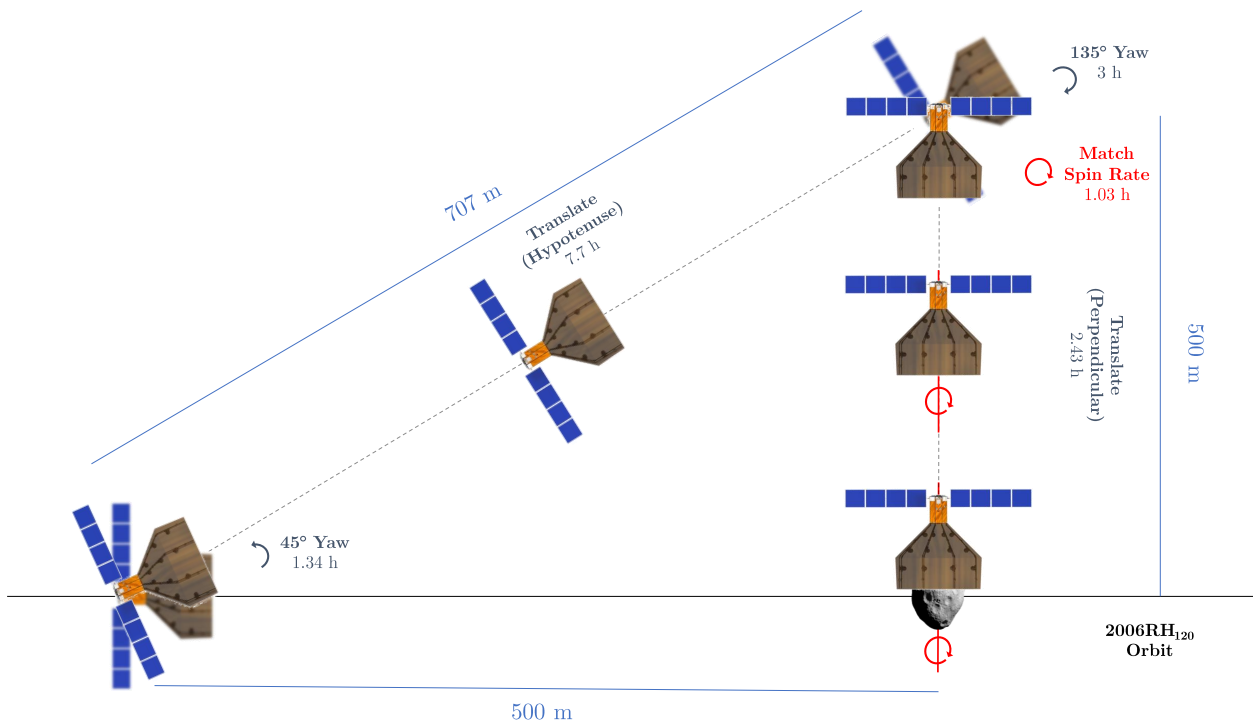 135° Yaw
3 h
Match
Spin Rate
1.03 h
707 m
Translate
(Hypotenuse)
7.7 h
Translate
(Perpendicular)
2.43 h
500 m
45° Yaw
1.34 h
2006RH₁₂₀
Orbit
500 m